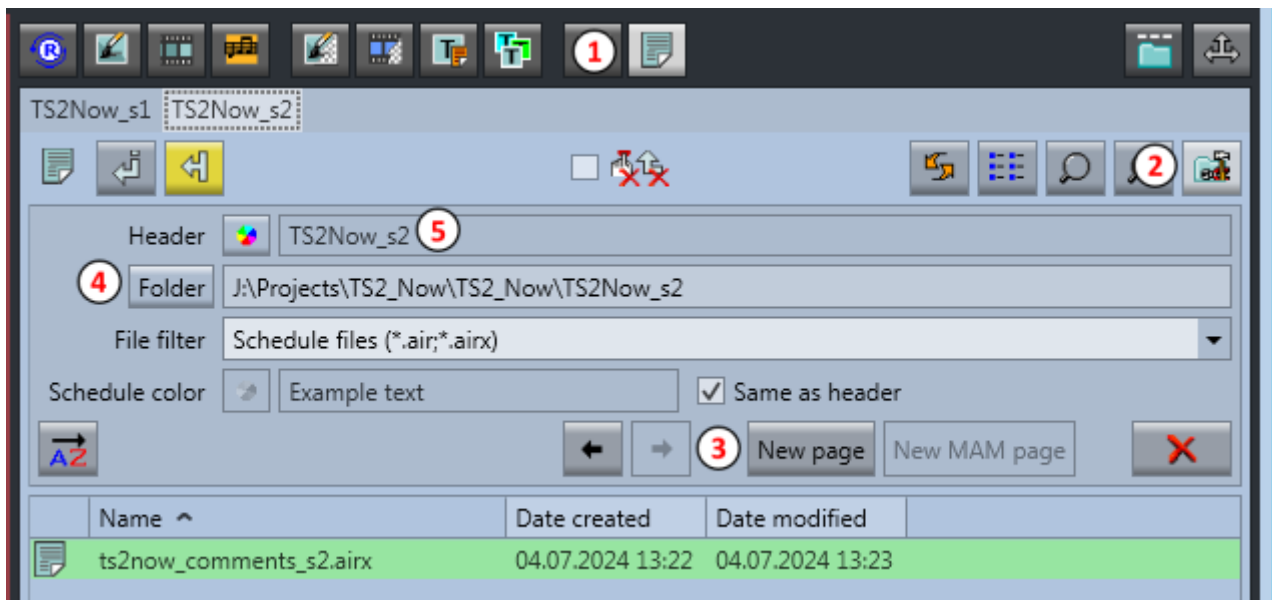 R T T T T 1
TS2Now_s1 TS2Now_s2
2 edit
Header TS2Now_s2 5
4 Folder J:\Projects\TS2_Now\TS2_Now\TS2Now_s2
File filter Schedule files (*.air;*.airx)
Schedule color Example text Same as header
AZ 3 New page New MAM page
Name Date created Date modified
ts2now_comments_s2.airx 04.07.2024 13:22 04.07.2024 13:23